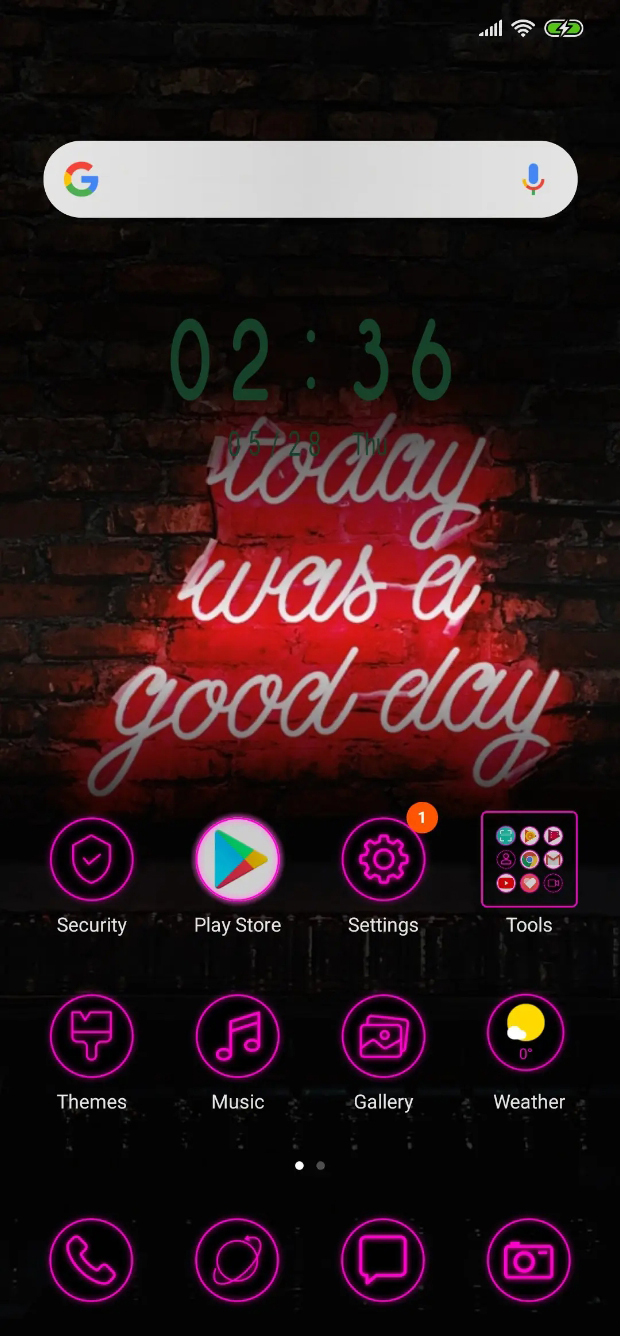 02:36
05/28 Thu
today
was a
good day
1
Security
Play Store
Settings
Tools
0°
Themes
Music
Gallery
Weather